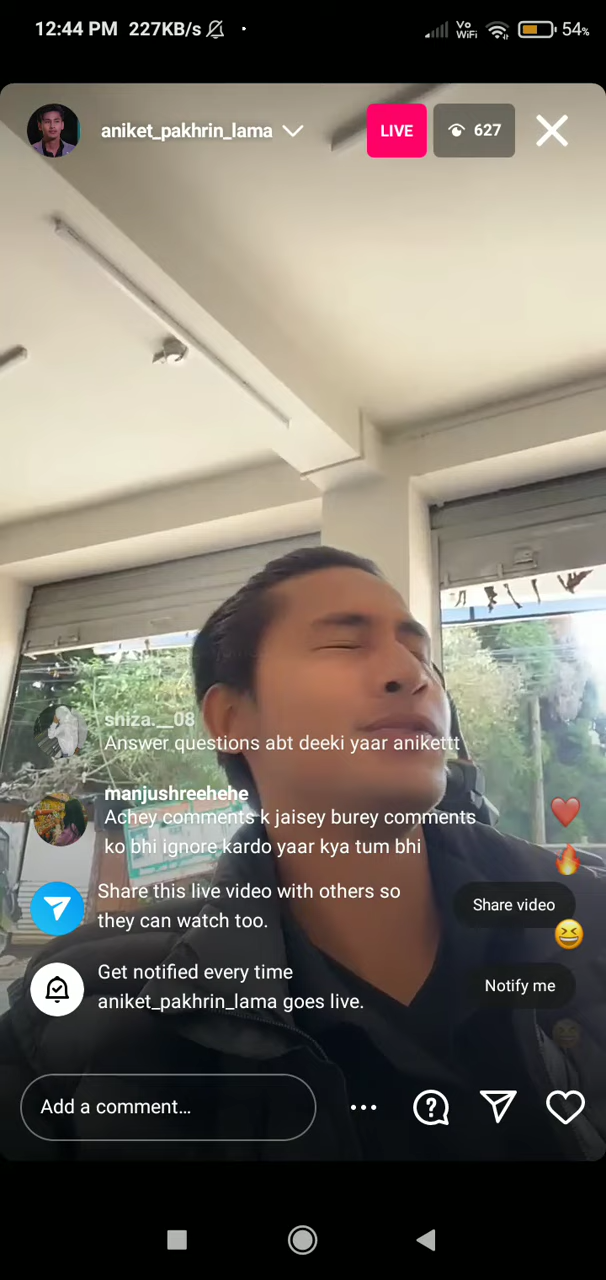 12:44 PM 227KB/s
Vo
WiFi
54%
aniket_pakhrin_lama
LIVE
627
shiza.__08
Answer questions abt deeki yaar anikettt
manjushreehehe
Achey comments k jaisey burey comments
ko bhi ignore kardo yaar kya tum bhi
Share this live video with others so
they can watch too.
Share video
Get notified every time
aniket_pakhrin_lama goes live.
Notify me
Add a comment...